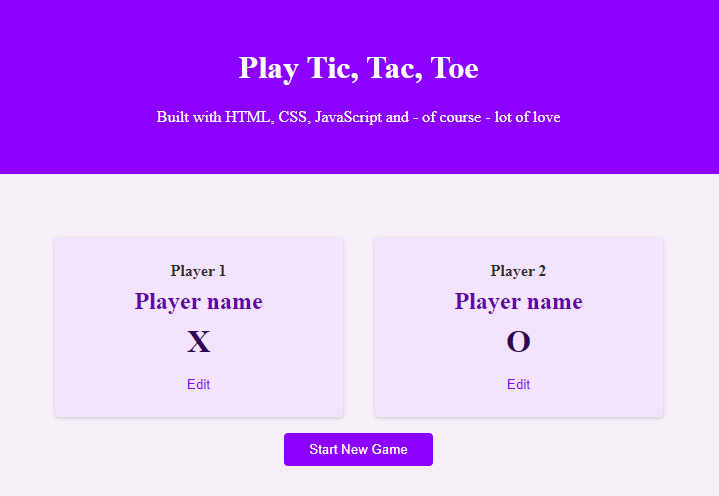 Play Tic, Tac, Toe
Built with HTML, CSS, JavaScript and - of course - lot of love
Player 1
Player name
X
Edit
Player 2
Player name
O
Edit
Start New Game